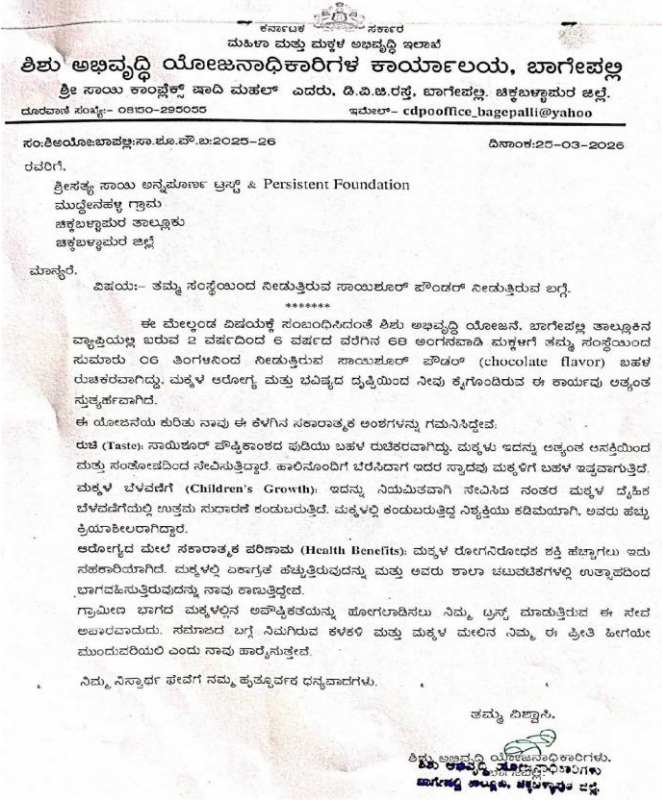 ಕರ್ನಾಟಕ ಸರ್ಕಾರ
ಮಹಿಳಾ ಮತ್ತು ಮಕ್ಕಳ ಅಭಿವೃದ್ಧಿ ಇಲಾಖೆ
ಶಿಶು ಅಭಿವೃದ್ಧಿ ಯೋಜನಾಧಿಕಾರಿಗಳ ಕಾರ್ಯಾಲಯ, ಬಾಗೇಪಲ್ಲಿ
ಶ್ರೀ ಸಾಯಿ ಕಾಂಪ್ಲೆಕ್ಸ್ ಷಾದಿ ಮಹಲ್ ಎದುರು, ಡಿ.ವಿ.ಜಿ.ರಸ್ತೆ, ಬಾಗೇಪಲ್ಲಿ. ಚಿಕ್ಕಬಳ್ಳಾಪುರ ಜಿಲ್ಲೆ.
ದೂರವಾಣಿ ಸಂಖ್ಯೆ:- 08150-295055 ಇಮೇಲ್- cdpooffice_bagepalli@yahoo
ಸಂ:ಶಿಅಯೋ:ಬಾಪಲ್ಲಿ:ಸಾ.ಶೂ.ಪೌ.ಬ:2025-26 ದಿನಾಂಕ:25-03-2026
ರವರಿಗೆ,
ಶ್ರೀಸತ್ಯ ಸಾಯಿ ಅನ್ನಪೂರ್ಣ ಟ್ರಸ್ಟ್ & Persistent Foundation
ಮುದ್ದೇನಹಳ್ಳಿ ಗ್ರಾಮ
ಚಿಕ್ಕಬಳ್ಳಾಪುರ ತಾಲ್ಲೂಕು
ಚಿಕ್ಕಬಳ್ಳಾಪುರ ಜಿಲ್ಲೆ
ಮಾನ್ಯರೆ,
ವಿಷಯ:- ತಮ್ಮ ಸಂಸ್ಥೆಯಿಂದ ನೀಡುತ್ತಿರುವ ಸಾಯಿಶೂರ್ ಪೌಂಡರ್ ನೀಡುತ್ತಿರುವ ಬಗ್ಗೆ.
*******
ಈ ಮೇಲ್ಕಂಡ ವಿಷಯಕ್ಕೆ ಸಂಬಂಧಿಸಿದಂತೆ ಶಿಶು ಅಭಿವೃದ್ಧಿ ಯೋಜನೆ, ಬಾಗೇಪಲ್ಲಿ ತಾಲ್ಲೂಕಿನ
ವ್ಯಾಪ್ತಿಯಲ್ಲಿ ಬರುವ 2 ವರ್ಷದಿಂದ 6 ವರ್ಷದ ವರೆಗಿನ 68 ಅಂಗನವಾಡಿ ಮಕ್ಕಳಿಗೆ ತಮ್ಮ ಸಂಸ್ಥೆಯಿಂದ
ಸುಮಾರು 06 ತಿಂಗಳಿನಿಂದ ನೀಡುತ್ತಿರುವ ಸಾಯಿಶೂರ್ ಪೌಡರ್ (chocolate flavor) ಬಹಳ
ರುಚಿಕರವಾಗಿದ್ದು, ಮಕ್ಕಳ ಆರೋಗ್ಯ ಮತ್ತು ಭವಿಷ್ಯದ ದೃಷ್ಟಿಯಿಂದ ನೀವು ಕೈಗೊಂಡಿರುವ ಈ ಕಾರ್ಯವು ಅತ್ಯಂತ
ಸ್ತುತ್ಯರ್ಹವಾಗಿದೆ.
ಈ ಯೋಜನೆಯ ಕುರಿತು ನಾವು ಈ ಕೆಳಗಿನ ಸಕಾರಾತ್ಮಕ ಅಂಶಗಳನ್ನು ಗಮನಿಸಿದ್ದೇವೆ:
ರುಚಿ (Taste): ಸಾಯಿಶೂರ್ ಪೌಷ್ಠಿಕಾಂಶದ ಪುಡಿಯು ಬಹಳ ರುಚಿಕರವಾಗಿದ್ದು, ಮಕ್ಕಳು ಇದನ್ನು ಅತ್ಯಂತ ಆಸಕ್ತಿಯಿಂದ
ಮತ್ತು ಸಂತೋಷದಿಂದ ಸೇವಿಸುತ್ತಿದ್ದಾರೆ. ಹಾಲಿನೊಂದಿಗೆ ಬೆರೆಸಿದಾಗ ಇದರ ಸ್ವಾದವು ಮಕ್ಕಳಿಗೆ ಬಹಳ ಇಷ್ಟವಾಗುತ್ತಿದೆ.
ಮಕ್ಕಳ ಬೆಳವಣಿಗೆ (Children's Growth): ಇದನ್ನು ನಿಯಮಿತವಾಗಿ ಸೇವಿಸಿದ ನಂತರ ಮಕ್ಕಳ ದೈಹಿಕ
ಬೆಳವಣಿಗೆಯಲ್ಲಿ ಉತ್ತಮ ಸುಧಾರಣೆ ಕಂಡುಬರುತ್ತಿದೆ. ಮಕ್ಕಳಲ್ಲಿ ಕಂಡುಬರುತ್ತಿದ್ದ ನಿಶ್ಯಕ್ತಿಯು ಕಡಿಮೆಯಾಗಿ, ಅವರು ಹೆಚ್ಚು
ಕ್ರಿಯಾಶೀಲರಾಗಿದ್ದಾರೆ.
ಆರೋಗ್ಯದ ಮೇಲೆ ಸಕಾರಾತ್ಮಕ ಪರಿಣಾಮ (Health Benefits): ಮಕ್ಕಳ ರೋಗನಿರೋಧಕ ಶಕ್ತಿ ಹೆಚ್ಚಾಗಲು ಇದು
ಸಹಕಾರಿಯಾಗಿದೆ. ಮಕ್ಕಳಲ್ಲಿ ಏಕಾಗ್ರತೆ ಹೆಚ್ಚುತ್ತಿರುವುದನ್ನು ಮತ್ತು ಅವರು ಶಾಲಾ ಚಟುವಟಿಕೆಗಳಲ್ಲಿ ಉತ್ಸಾಹದಿಂದ
ಭಾಗವಹಿಸುತ್ತಿರುವುದನ್ನು ನಾವು ಕಾಣುತ್ತಿದ್ದೇವೆ.
ಗ್ರಾಮೀಣ ಭಾಗದ ಮಕ್ಕಳಲ್ಲಿನ ಅಪೌಷ್ಟಿಕತೆಯನ್ನು ಹೋಗಲಾಡಿಸಲು ನಿಮ್ಮ ಟ್ರಸ್ಟ್ ಮಾಡುತ್ತಿರುವ ಈ ಸೇವೆ
ಅಪಾರವಾದುದು. ಸಮಾಜದ ಬಗ್ಗೆ ನಿಮಗಿರುವ ಕಳಕಳಿ ಮತ್ತು ಮಕ್ಕಳ ಮೇಲಿನ ನಿಮ್ಮ ಈ ಪ್ರೀತಿ ಹೀಗೆಯೇ
ಮುಂದುವರಿಯಲಿ ಎಂದು ನಾವು ಹಾರೈಸುತ್ತೇವೆ.
ನಿಮ್ಮ ನಿಸ್ವಾರ್ಥ ಫೇವೆಗೆ ನಮ್ಮ ಹೃತ್ಪೂರ್ವಕ ಧನ್ಯವಾದಗಳು.
ತಮ್ಮ ವಿಶ್ವಾಸಿ.
ಶಿಶು ಅಭಿವೃದ್ಧಿ ಯೋಜನಾಧಿಕಾರಿಗಳು.
ಶಿಶು ಅಭಿವೃದ್ಧಿ ಯೋಜನಾಧಿಕಾರಿಗಳು
ಬಾಗೇಪಲ್ಲಿ ತಾಲ್ಲೂಕು, ಚಿಕ್ಕಬಳ್ಳಾಪುರ ಜಿಲ್ಲೆ.